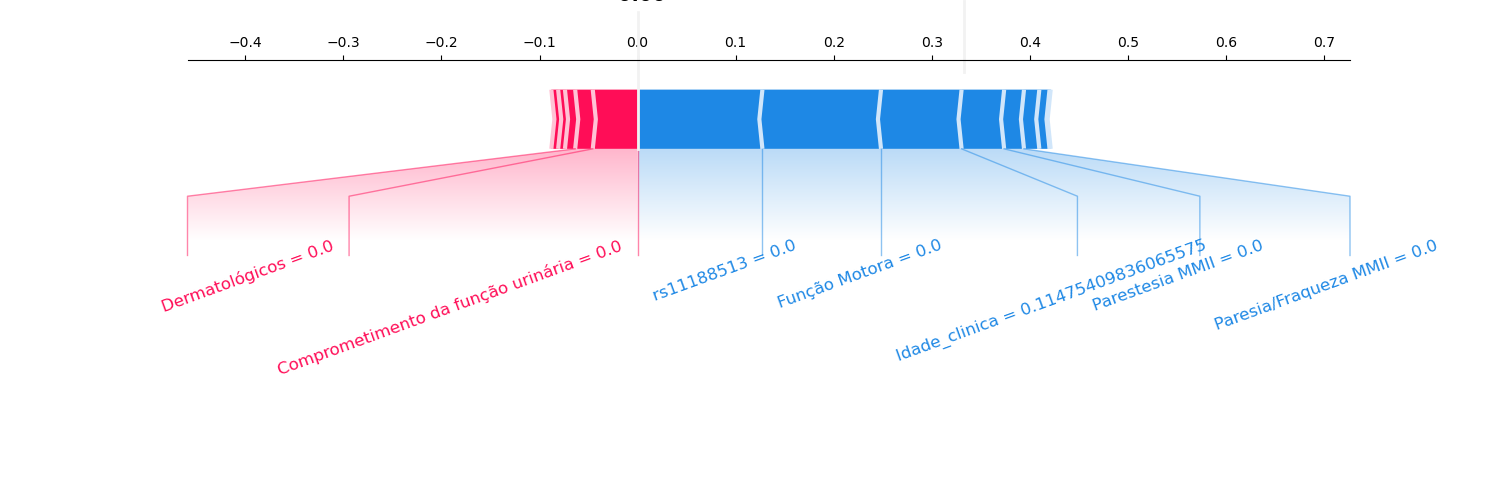 −0.4 −0.3 −0.2 −0.1 0.0 0.1 0.2 0.3 0.4 0.5 0.6 0.7
Dermatológicos = 0.0
Comprometimento da função urinária = 0.0
rs11188513 = 0.0
Função Motora = 0.0
Idade_clinica = 0.11475409836065575
Parestesia MMII = 0.0
Paresia/Fraqueza MMII = 0.0